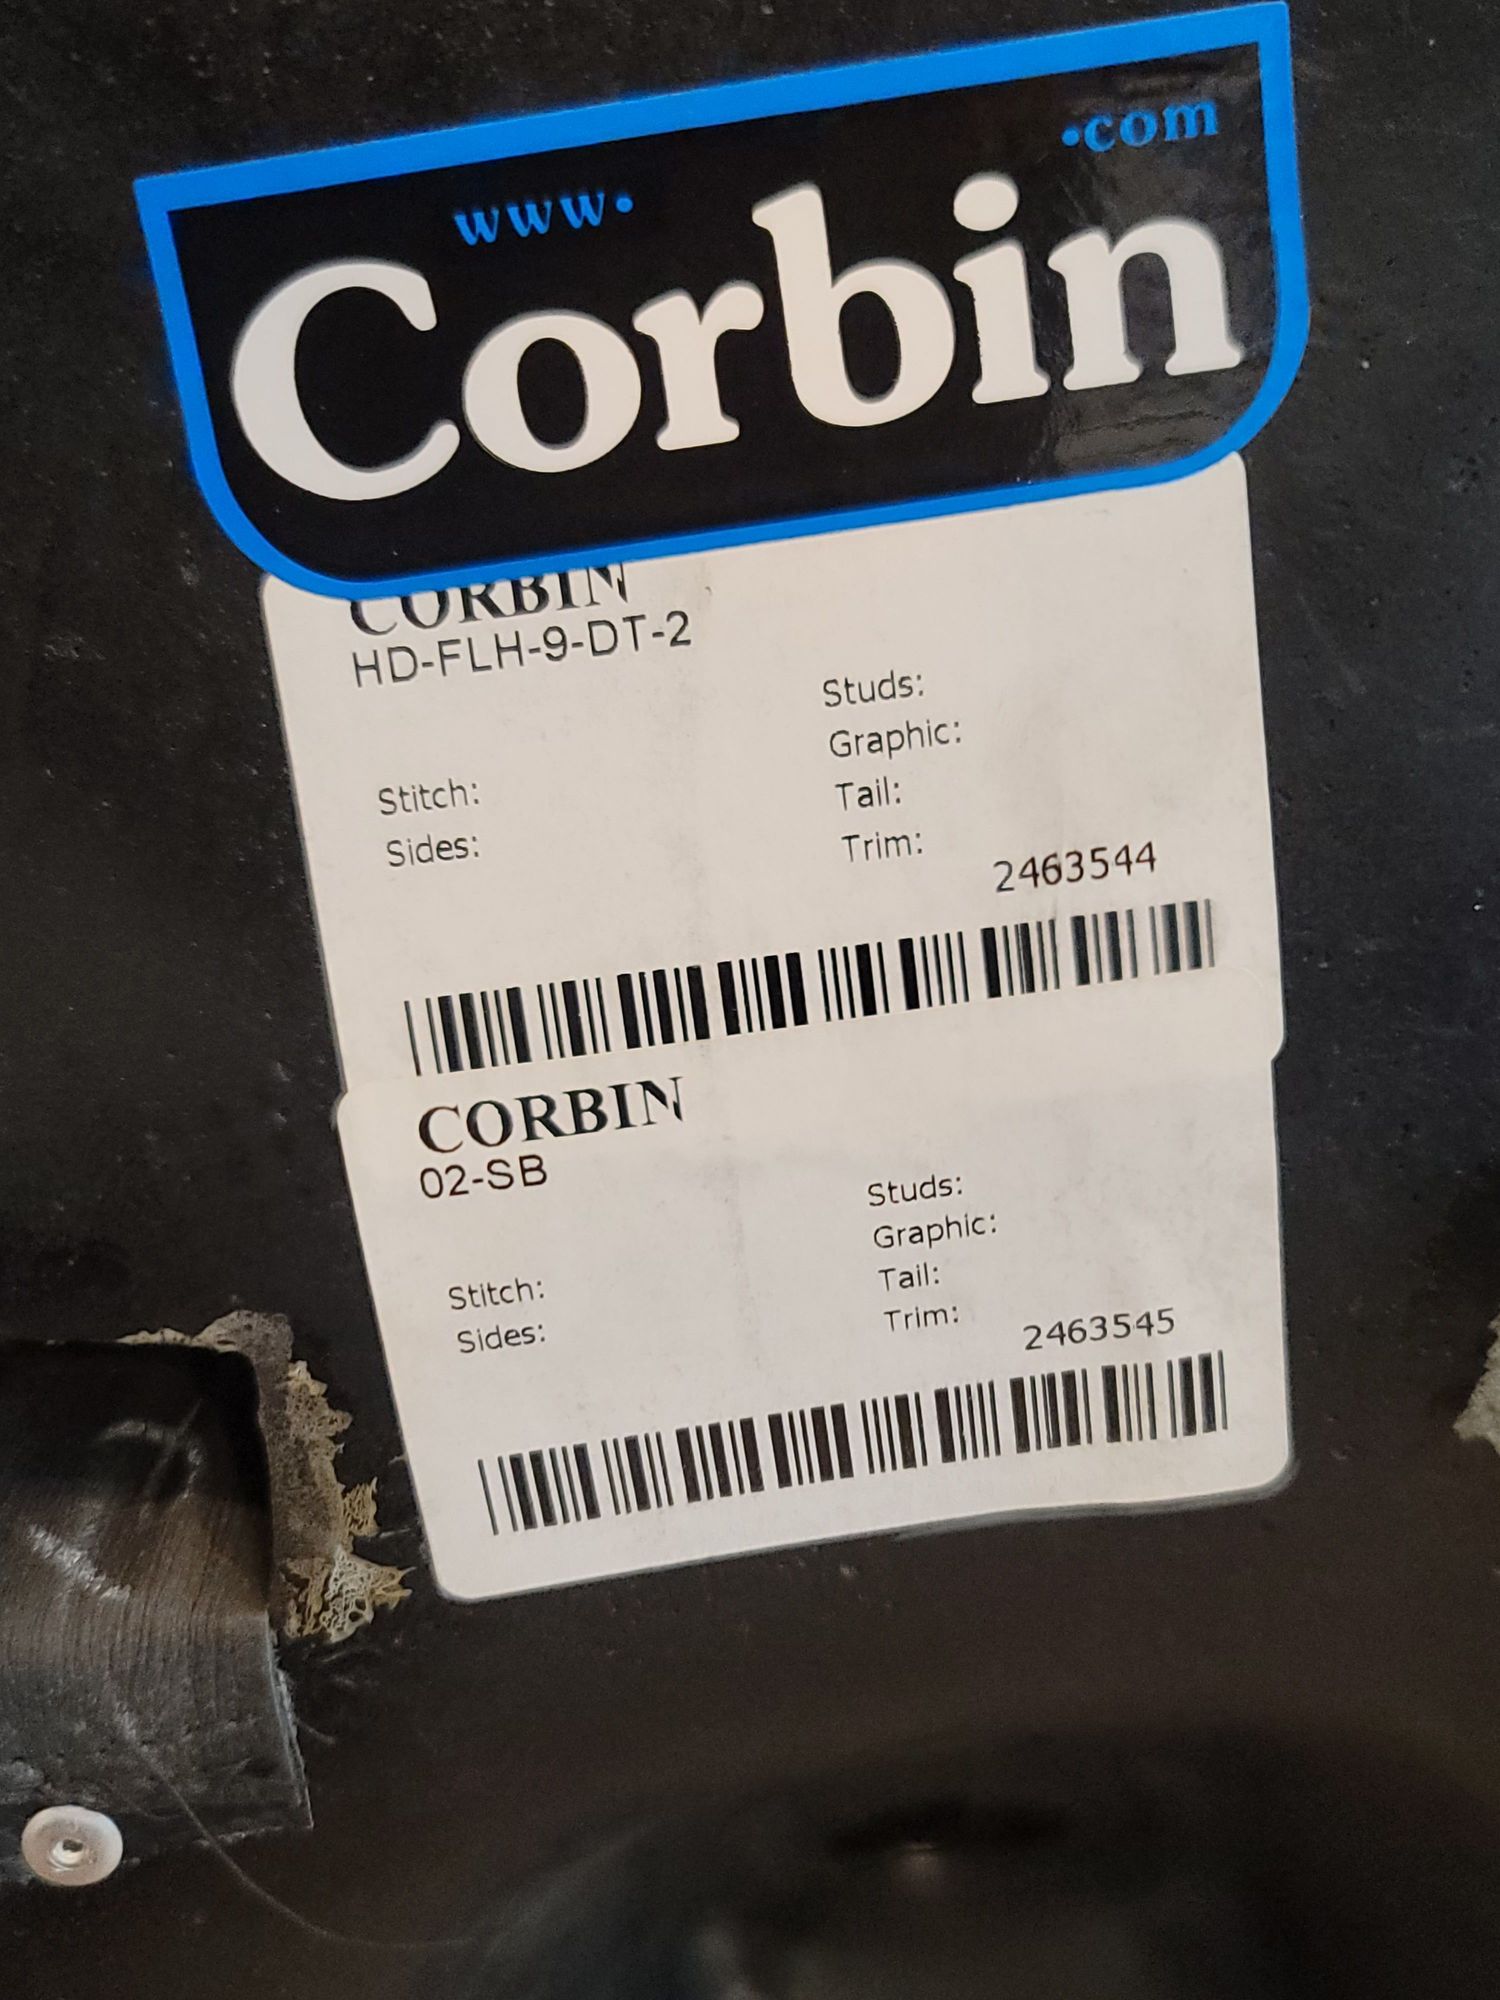 www. .com
Corbin
CORBIN
HD-FLH-9-DT-2
Studs:
Graphic:
Stitch: Tail:
Sides: Trim:
2463544
CORBIN
02-SB
Studs:
Graphic:
Stitch: Tail:
Sides: Trim:
2463545